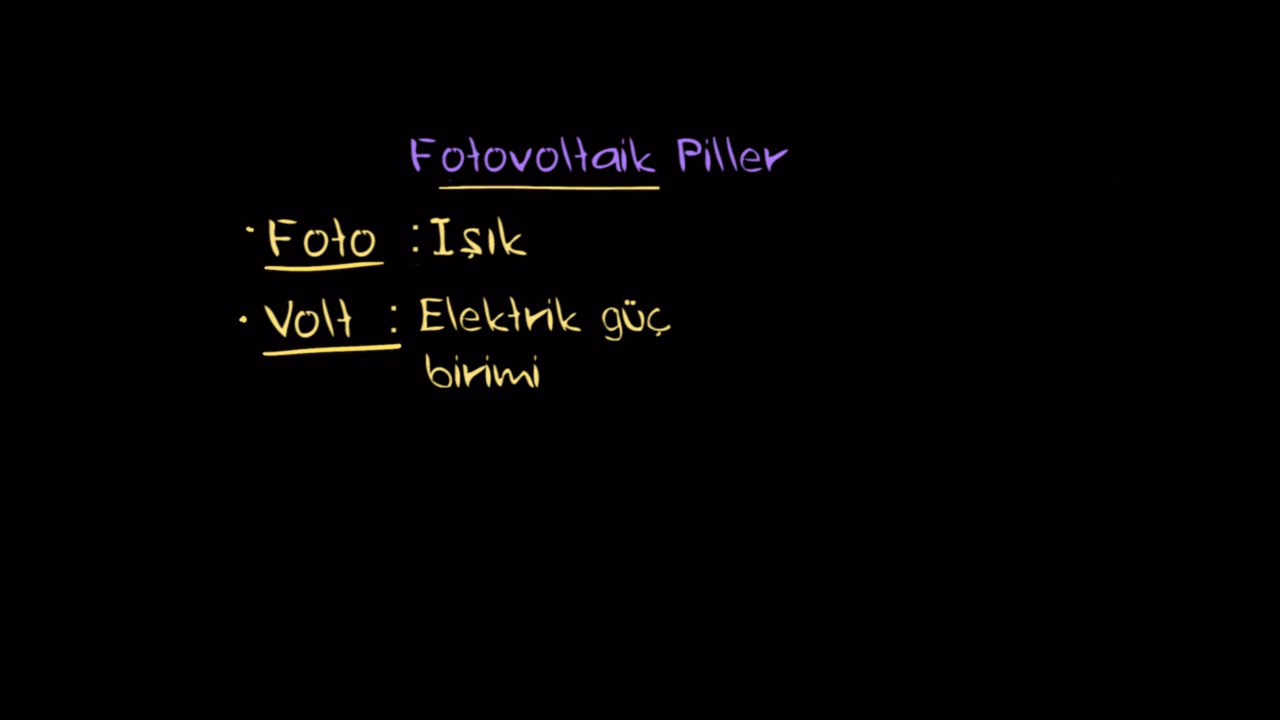 Fotovoltaik Piller
· Foto : Işık
· Volt : Elektrik güç
birimi